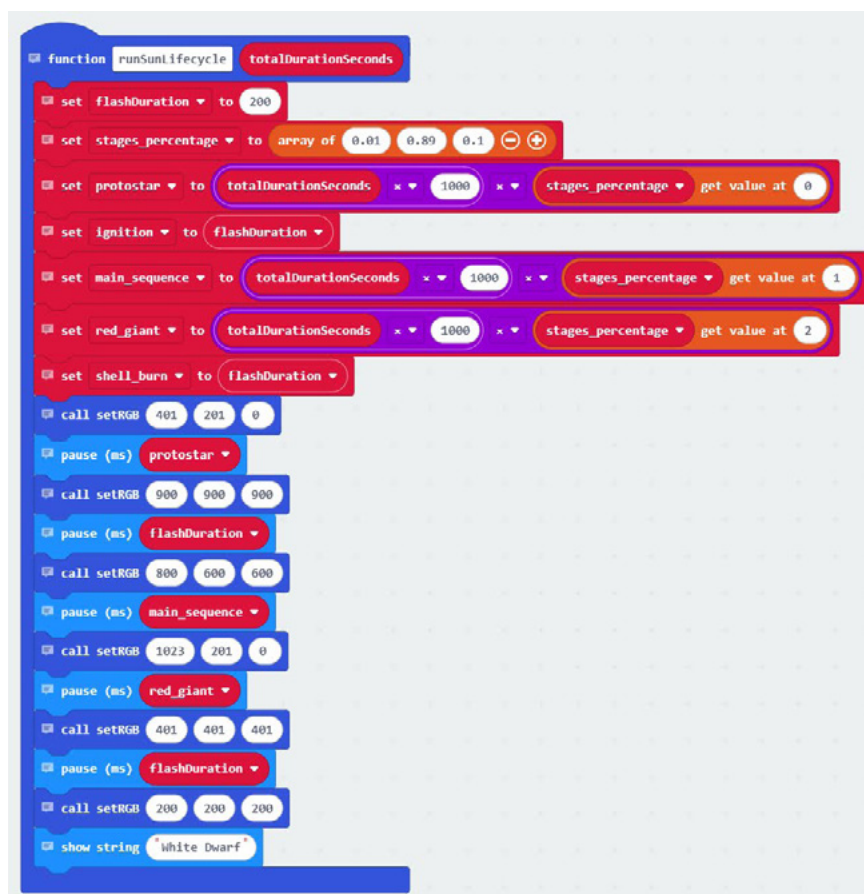 function runSunLifecycle totalDurationSeconds
set flashDuration to 200
set stages_percentage to array of 0.01 0.89 0.1
set protostar to totalDurationSeconds × 1000 × stages_percentage get value at 0
set ignition to flashDuration
set main_sequence to totalDurationSeconds × 1000 × stages_percentage get value at 1
set red_giant to totalDurationSeconds × 1000 × stages_percentage get value at 2
set shell_burn to flashDuration
call setRGB 401 201 0
pause (ms) protostar
call setRGB 900 900 900
pause (ms) flashDuration
call setRGB 800 600 600
pause (ms) main_sequence
call setRGB 1023 201 0
pause (ms) red_giant
call setRGB 401 401 401
pause (ms) flashDuration
call setRGB 200 200 200
show string "White Dwarf"